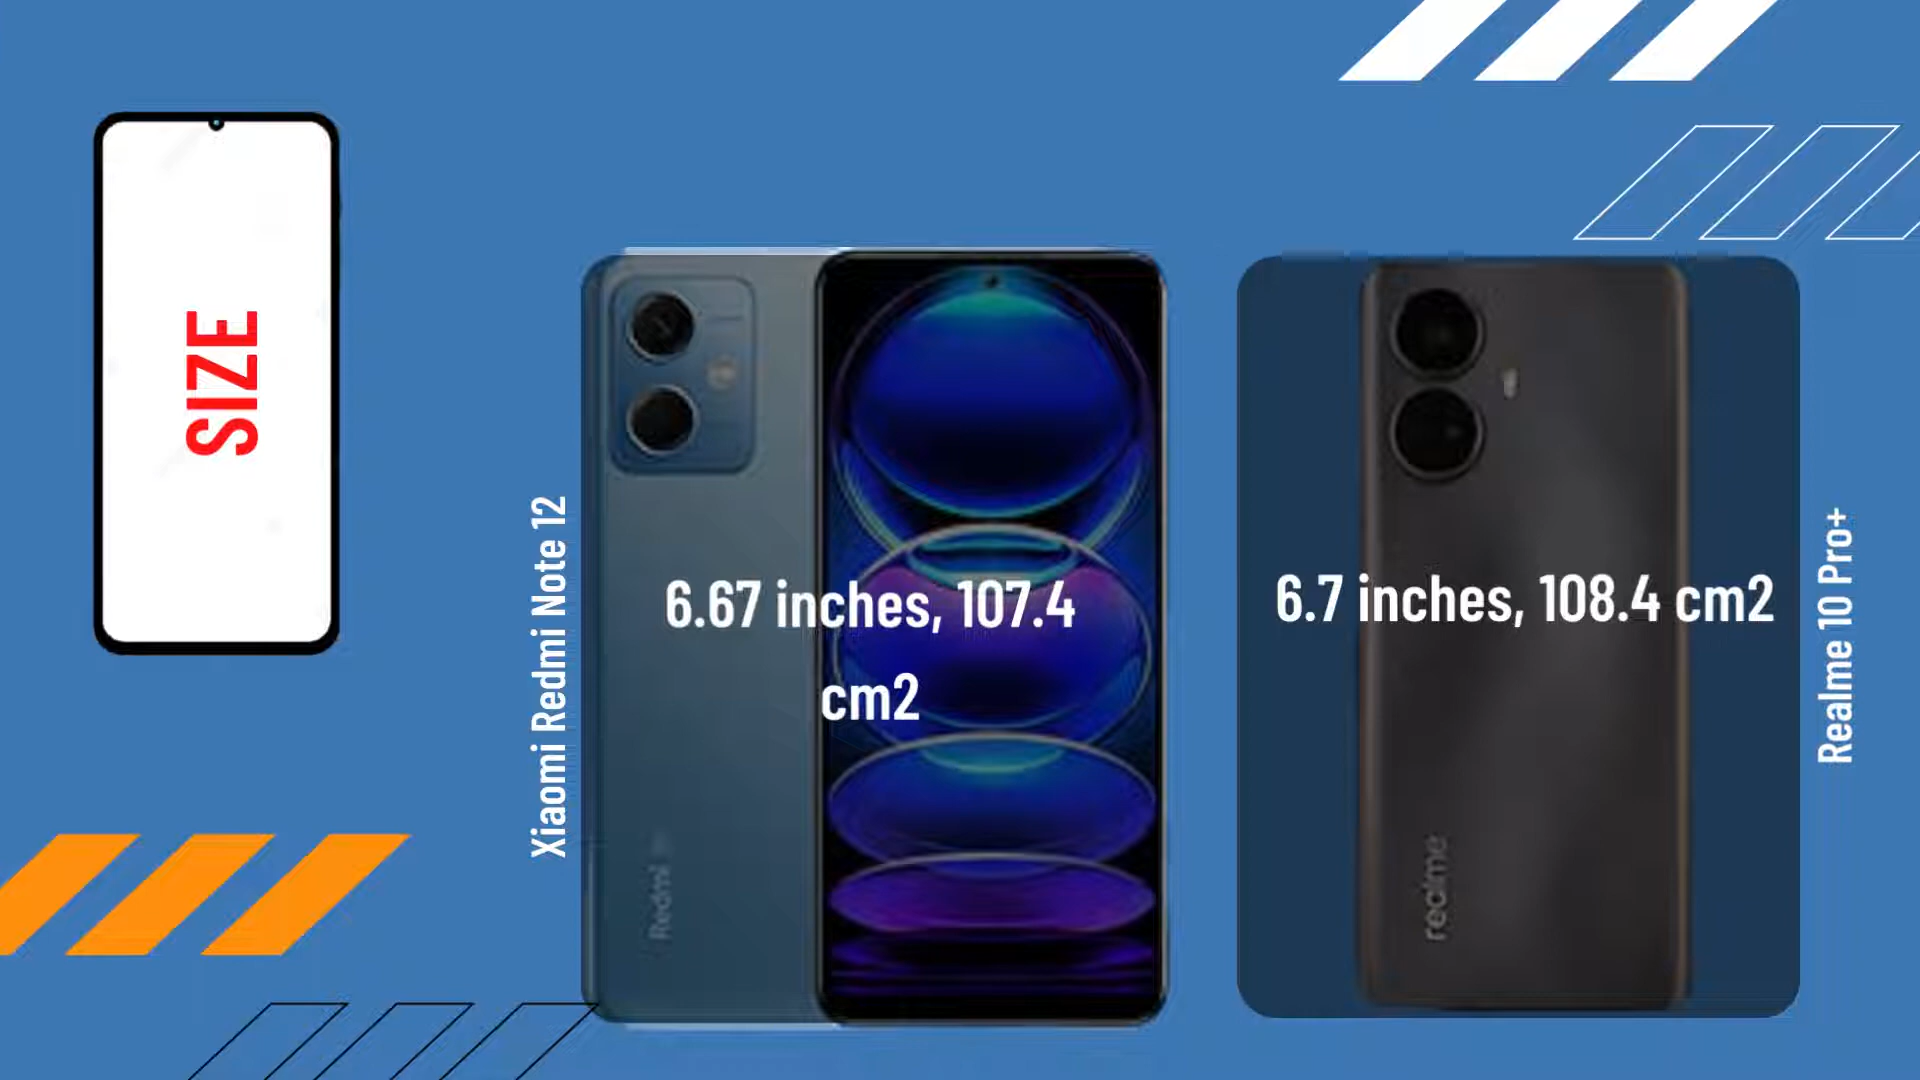 SIZE
Xiaomi Redmi Note 12
6.67 inches, 107.4
cm2
Redmi
6.7 inches, 108.4 cm2
realme
Realme 10 Pro+